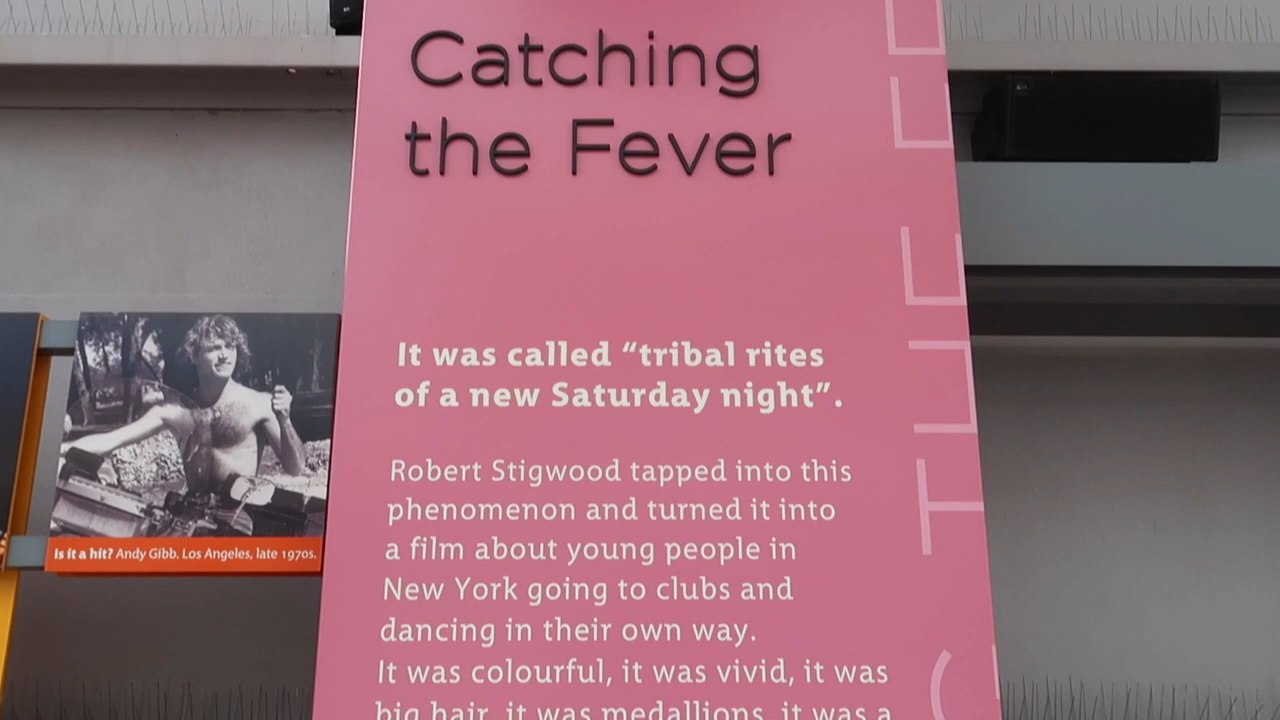 Catching
the Fever
It was called “tribal rites
of a new Saturday night”.
Robert Stigwood tapped into this
phenomenon and turned it into
a film about young people in
New York going to clubs and
dancing in their own way.
It was colourful, it was vivid, it was
big hair, it was medallions, it was a
Is it a hit? Andy Gibb. Los Angeles, late 1970s.